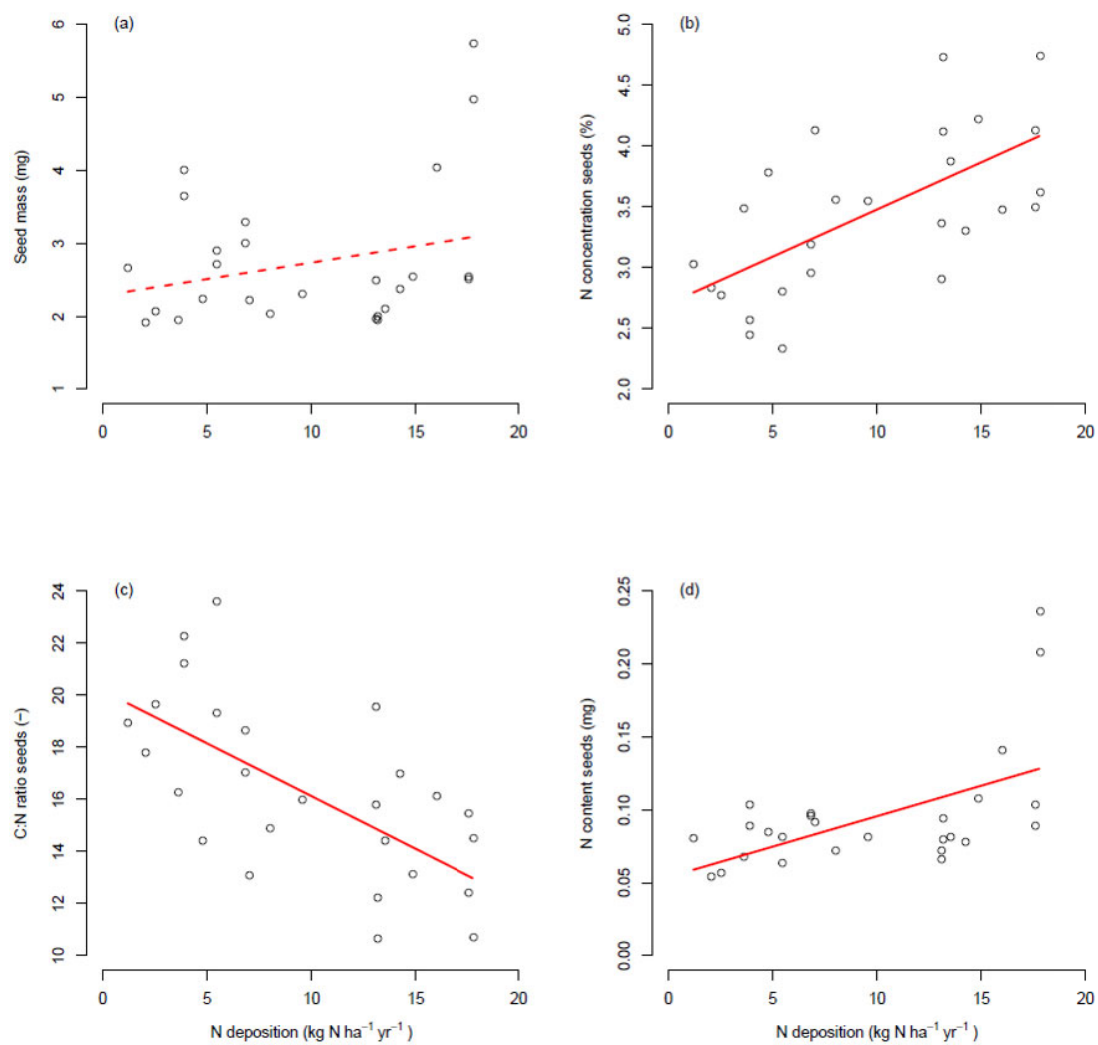 (a)
Seed mass (mg)
6
5
4
3
2
1
0 5 10 15 20
(b)
N concentration seeds (%)
5.0
4.5
4.0
3.5
3.0
2.5
2.0
0 5 10 15 20
(c)
C:N ratio seeds (−)
24
22
20
18
16
14
12
10
0 5 10 15 20
N deposition (kg N ha⁻¹ yr⁻¹ )
(d)
N content seeds (mg)
0.25
0.20
0.15
0.10
0.05
0.00
0 5 10 15 20
N deposition (kg N ha⁻¹ yr⁻¹ )